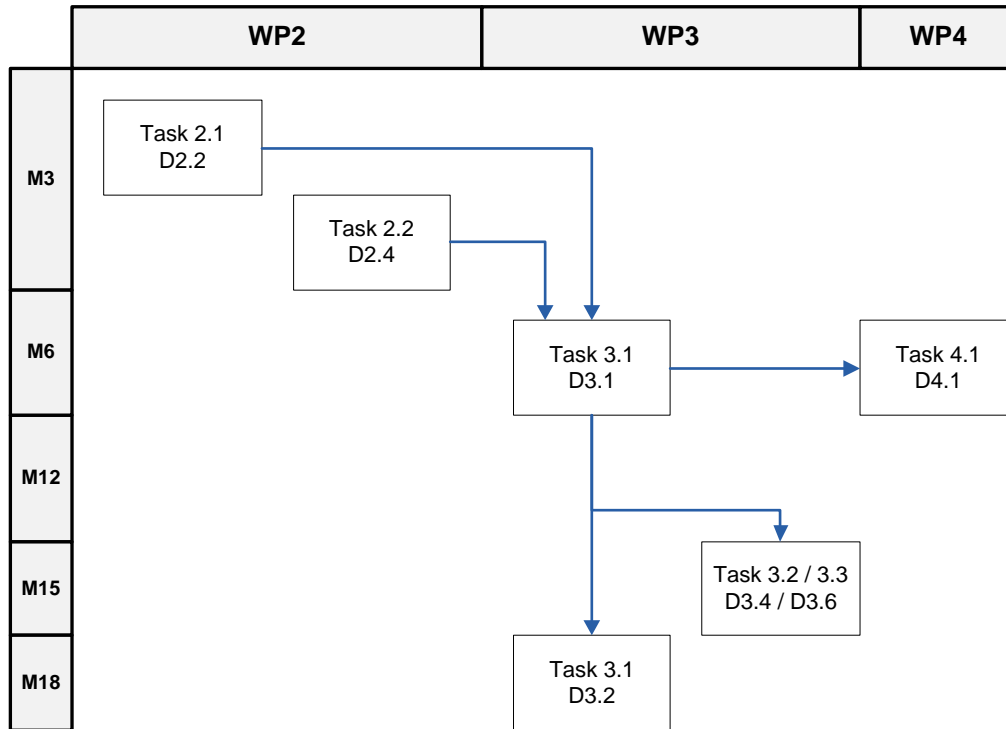 WP2
WP3
WP4
M3
Task 2.1
D2.2
Task 2.2
D2.4
M6
Task 3.1
D3.1
Task 4.1
D4.1
M12
M15
Task 3.2 / 3.3
D3.4 / D3.6
M18
Task 3.1
D3.2